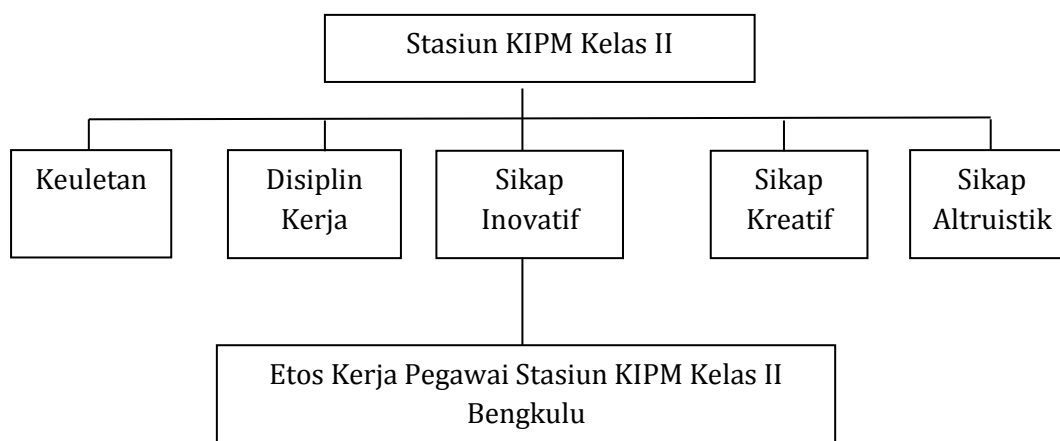 Stasiun KIPM Kelas II
Keuletan
Disiplin
Kerja
Sikap
Inovatif
Sikap
Kreatif
Sikap
Altruistik
Etos Kerja Pegawai Stasiun KIPM Kelas II
Bengkulu